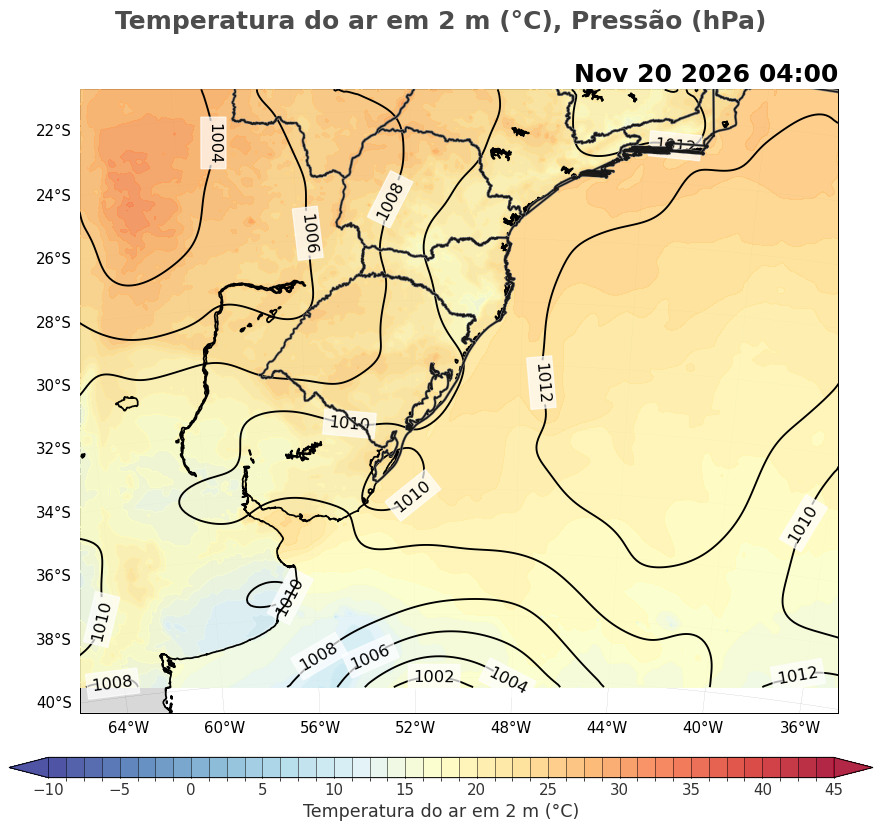 Temperatura do ar em 2 m (°C), Pressão (hPa)
Nov 20 2026 04:00
22°S
24°S
26°S
28°S
30°S
32°S
34°S
36°S
38°S
40°S
1004
1012
1008
1006
1012
1010
1010
1010
1010
1010
1008
1006
1002
1004
1012
1008
64°W
60°W
56°W
52°W
48°W
44°W
40°W
36°W
−10
−5
0
5
10
15
20
25
30
35
40
45
Temperatura do ar em 2 m (°C)